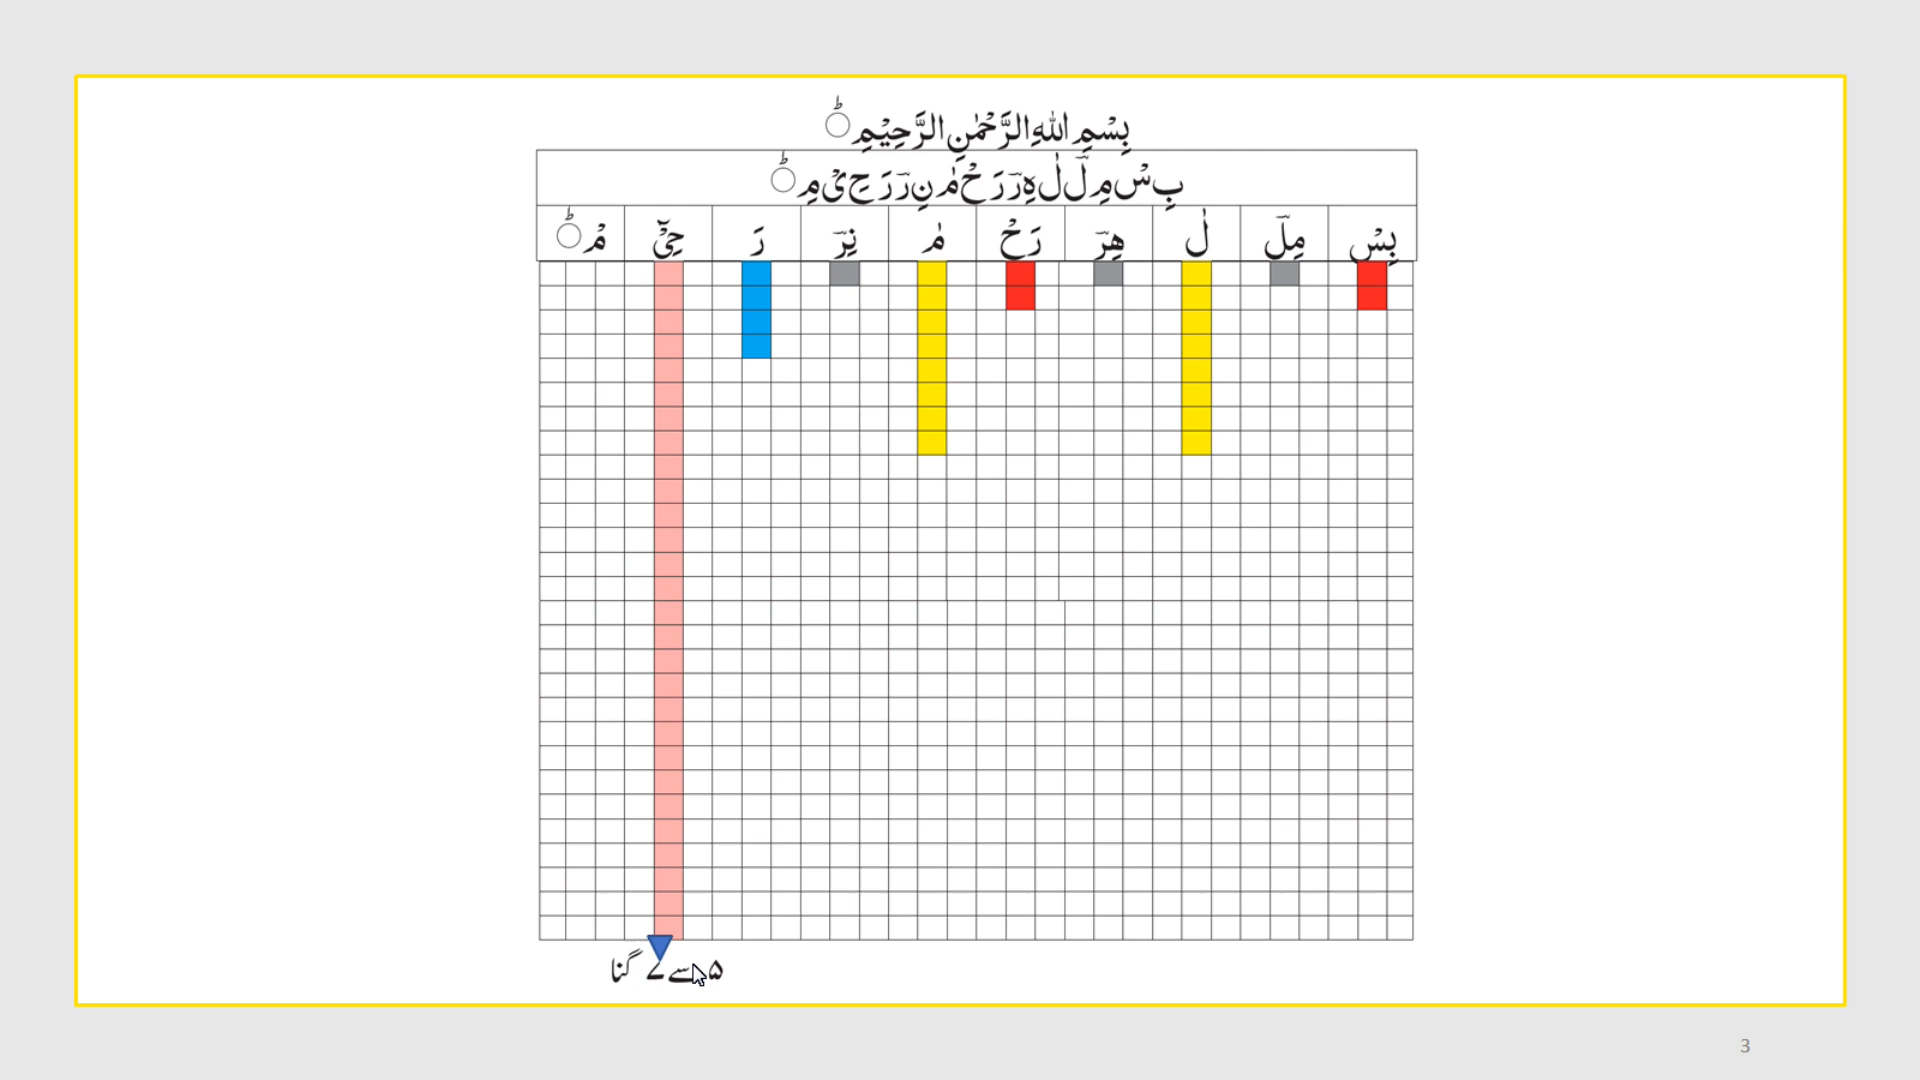 بِسْمِ اللّٰهِ الرَّحْمٰنِ الرَّحِيْمِ ؕ
بِ سْ مِ لّ لٰ هِ رّ رَ حْ مٰ نِ رّ رَ حِ یْ مِ ؕ
بِسْ مِلّ لٰ هِرّ رَحْ مٰ نِرّ رَ حِیْٓ مْ ؕ
۵ سے ۷ گنا
3